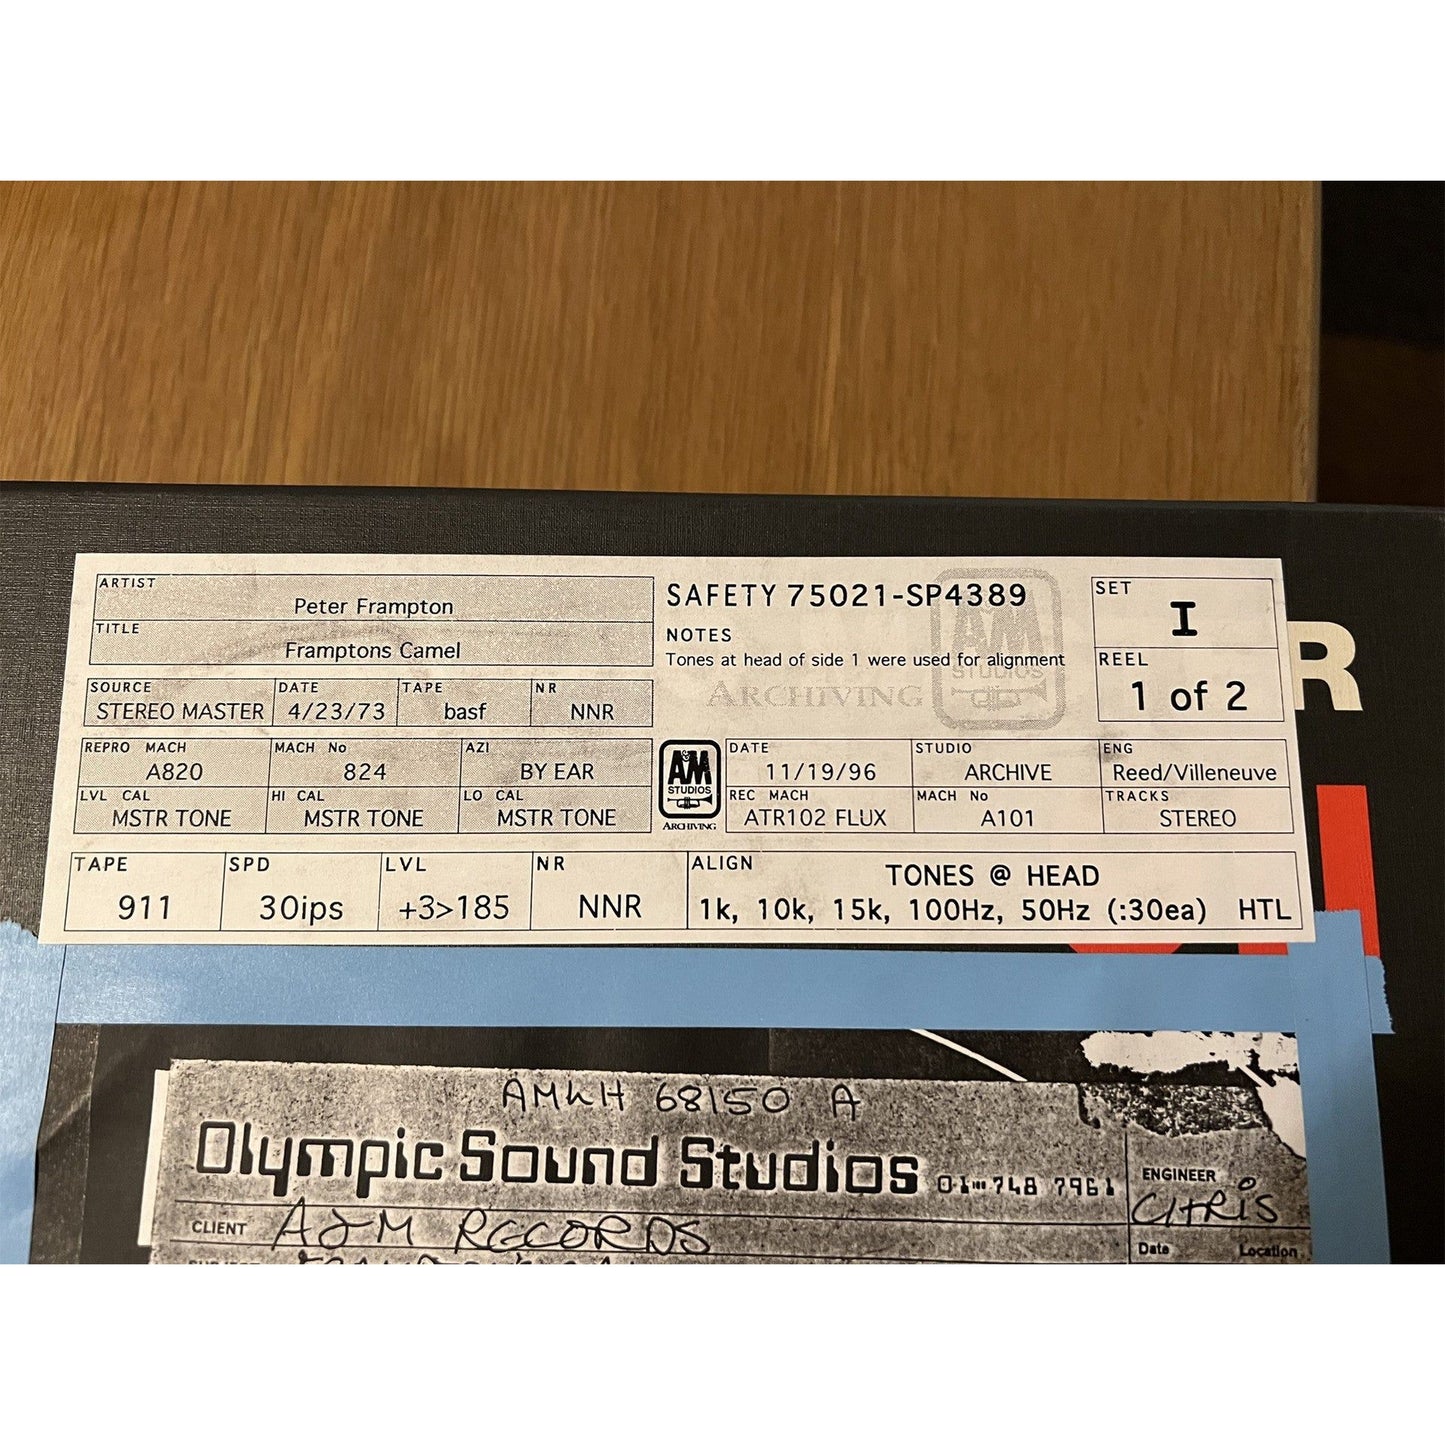 ARTIST
Peter Frampton
TITLE
Framptons Camel
SAFETY 75021-SP4389
NOTES
Tones at head of side 1 were used for alignment
A&M
STUDIOS
ARCHIVING
SET
I
REEL
1 of 2
R
SOURCE DATE TAPE NR
STEREO MASTER 4/23/73 basf NNR
REPRO MACH MACH No AZI
A820 824 BY EAR
LVL CAL HI CAL LO CAL
MSTR TONE MSTR TONE MSTR TONE
A&M
STUDIOS
ARCHIVING
DATE STUDIO ENG
11/19/96 ARCHIVE Reed/Villeneuve
REC MACH MACH No TRACKS
ATR102 FLUX A101 STEREO
TAPE SPD LVL NR ALIGN
911 30ips +3>185 NNR
TONES @ HEAD
1k, 10k, 15k, 100Hz, 50Hz (:30ea) HTL
AMLH 68150 A
Olympic Sound Studios 01-748 7961
ENGINEER
CHRIS
CLIENT A&M RECORDS
Date Location